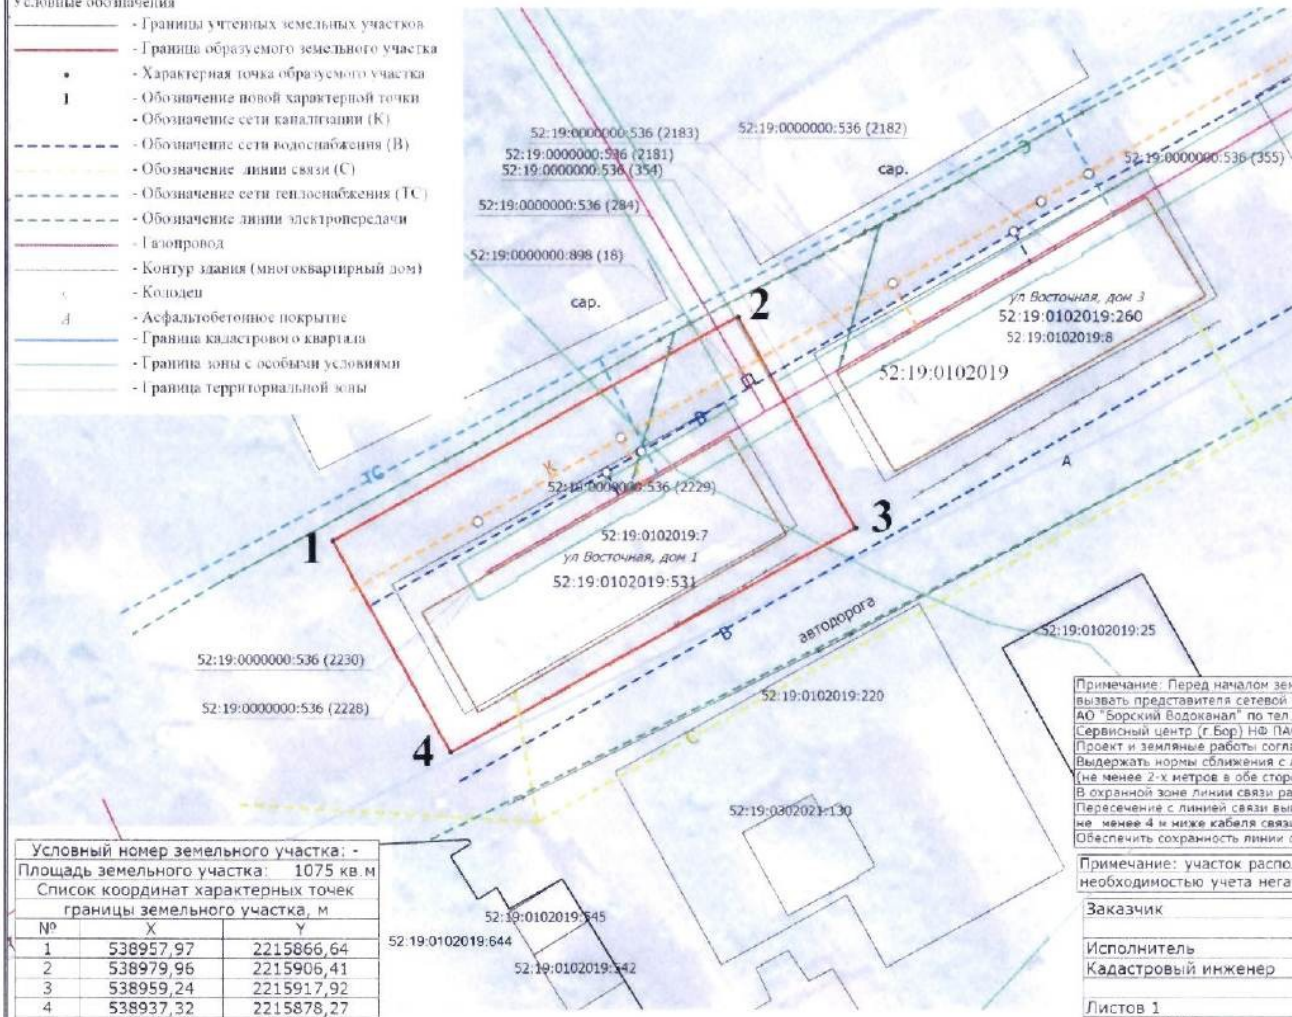 Условные обозначения
- Границы учтенных земельных участков
- Граница образуемого земельного участка
- Характерная точка образуемого участка
1 - Обозначение новой характерной точки
- Обозначение сети канализации (К)
- Обозначение сети водоснабжения (В)
- Обозначение линии связи (С)
- Обозначение сети теплоснабжения (ТС)
- Обозначение линии электропередачи
- Газопровод
- Контур здания (многоквартирный дом)
- Колодец
- Асфальтобетонное покрытие
- Граница кадастрового квартала
- Граница зоны с особыми условиями
- Граница территориальной зоны
52:19:0000000:536 (2183)
52:19:0000000:536 (2182)
52:19:0000000:536 (2181)
52:19:0000000:536 (354)
52:19:0000000:536 (355)
сар.
52:19:0000000:536 (284)
52:19:0000000:898 (18)
сар.
2
ул Восточная, дом 3
52:19:0102019:260
52:19:0102019:8
52:19:0102019
В
К
ТС
А
52:19:0000000:536 (2229)
3
1
52:19:0102019:7
ул Восточная, дом 1
52:19:0102019:531
автодорога
В
52:19:0102019:25
52:19:0000000:536 (2230)
52:19:0102019:220
52:19:0000000:536 (2228)
4
С
52:19:0302021:130
52:19:0102019:545
52:19:0102019:644
52:19:0102019:542
Примечание: Перед началом зем
вызвать представителя сетевой
АО "Борский Водоканал" по тел.
Сервисный центр (г.Бор) НФ ПА
Проект и земляные работы согла
Выдержать нормы сближения с л
(не менее 2-х метров в обе сторо
В охранной зоне линии связи ра
Пересечение с линией связи вы
не менее 4 м ниже кабеля связи
Обеспечить сохранность линии с
Примечание: участок распо
необходимостью учета нега
Заказчик
Исполнитель
Кадастровый инженер
Листов 1
Условный номер земельного участка: -
Площадь земельного участка: 1075 кв.м
Список координат характерных точек
границы земельного участка, м
№ X Y
1 538957,97 2215866,64
2 538979,96 2215906,41
3 538959,24 2215917,92
4 538937,32 2215878,27